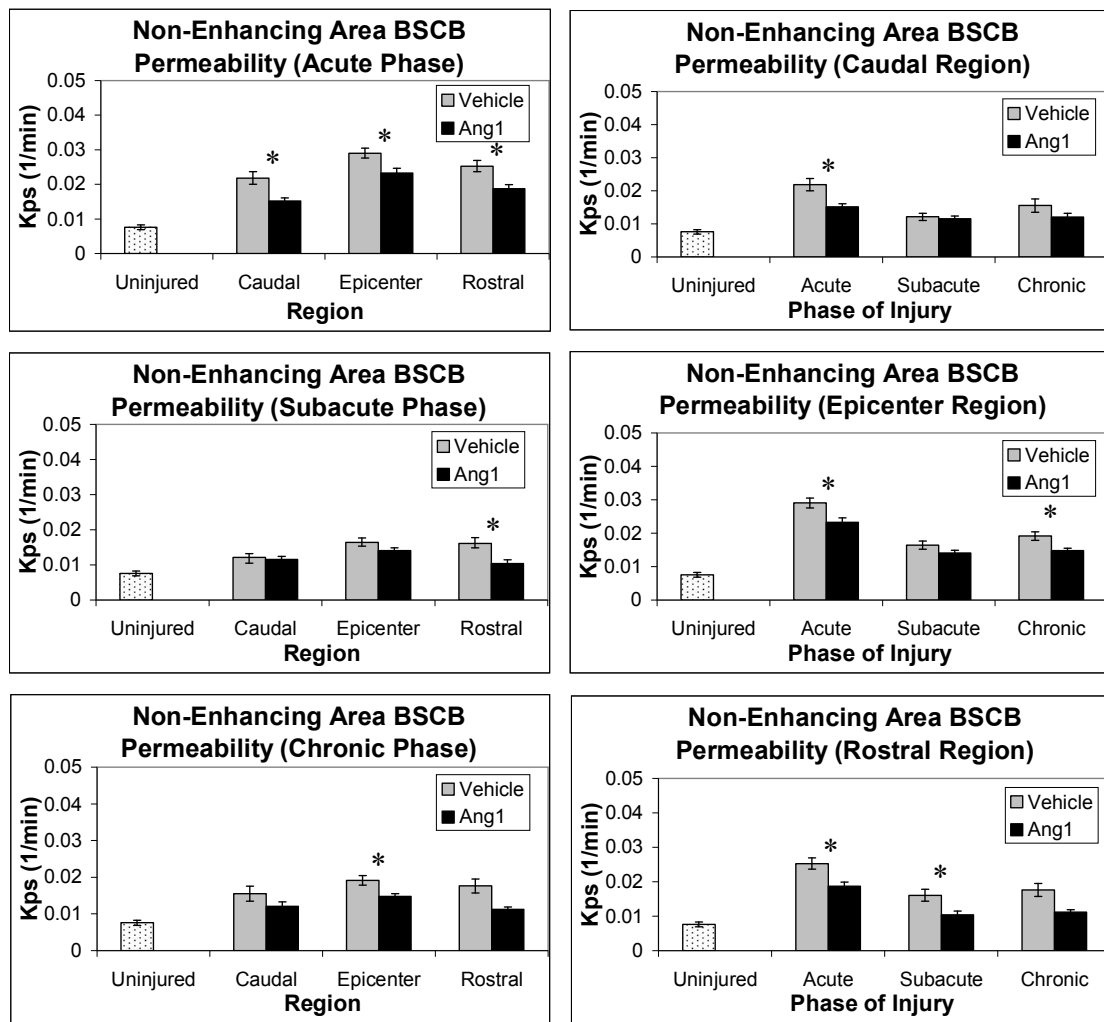 Non-Enhancing Area BSCB
Permeability (Acute Phase)
0.05
0.04
0.03
0.02
0.01
0
Kps (1/min)
Vehicle
Ang1
*
*
*
Uninjured Caudal Epicenter Rostral
Region
Non-Enhancing Area BSCB
Permeability (Caudal Region)
0.05
0.04
0.03
0.02
0.01
0
Kps (1/min)
Vehicle
Ang1
*
Uninjured Acute Subacute Chronic
Phase of Injury
Non-Enhancing Area BSCB
Permeability (Subacute Phase)
0.05
0.04
0.03
0.02
0.01
0
Kps (1/min)
Vehicle
Ang1
*
Uninjured Caudal Epicenter Rostral
Region
Non-Enhancing Area BSCB
Permeability (Epicenter Region)
0.05
0.04
0.03
0.02
0.01
0
Kps (1/min)
Vehicle
Ang1
*
*
Uninjured Acute Subacute Chronic
Phase of Injury
Non-Enhancing Area BSCB
Permeability (Chronic Phase)
0.05
0.04
0.03
0.02
0.01
0
Kps (1/min)
Vehicle
Ang1
*
Uninjured Caudal Epicenter Rostral
Region
Non-Enhancing Area BSCB
Permeability (Rostral Region)
0.05
0.04
0.03
0.02
0.01
0
Kps (1/min)
Vehicle
Ang1
*
*
Uninjured Acute Subacute Chronic
Phase of Injury